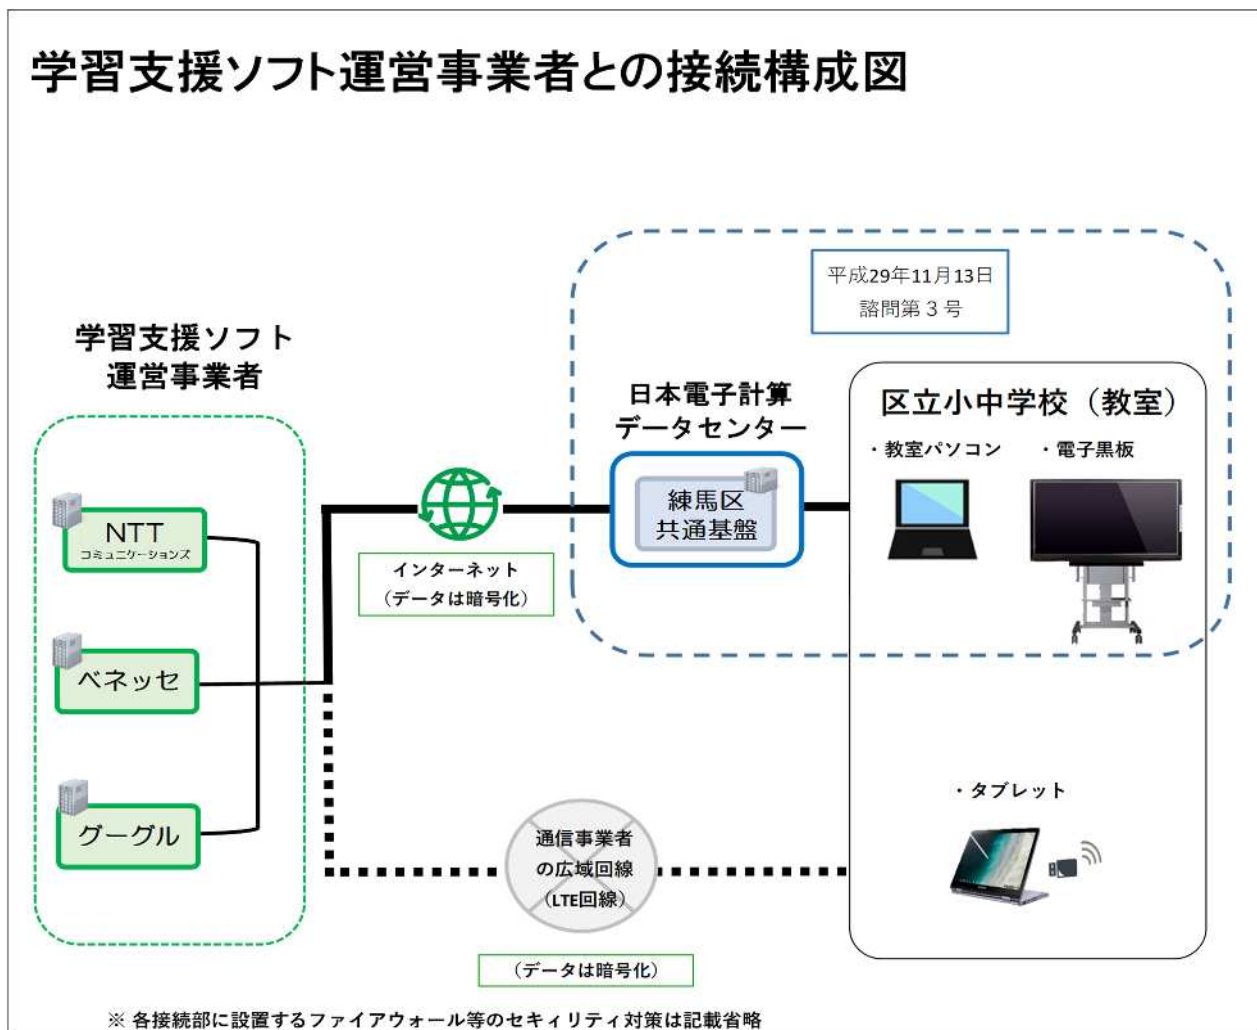 学習支援ソフト運営事業者との接続構成図
平成29年11月13日
諮問第３号
学習支援ソフト
運営事業者
日本電子計算
データセンター
区立小中学校（教室）
・教室パソコン
・電子黒板
練馬区
共通基盤
NTT
コミュニケーションズ
インターネット
（データは暗号化）
ベネッセ
・タブレット
グーグル
通信事業者
の広域回線
（LTE回線）
（データは暗号化）
※ 各接続部に設置するファイアウォール等のセキィリティ対策は記載省略